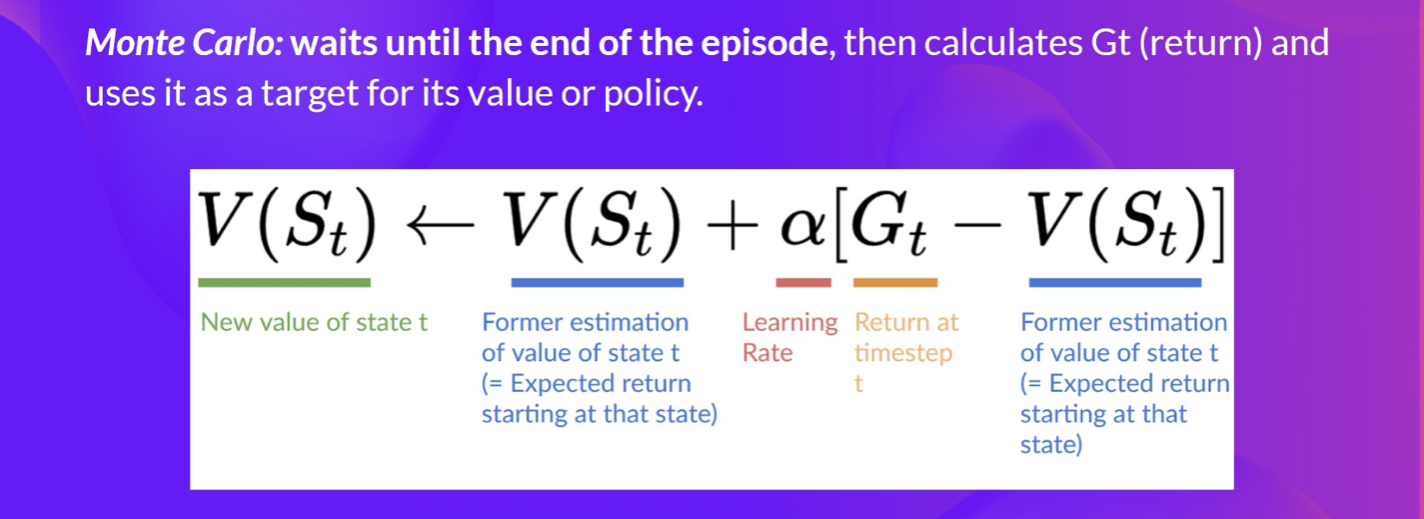 Monte Carlo: waits until the end of the episode, then calculates Gt (return) and
uses it as a target for its value or policy.
V(S_t) ← V(S_t) + α[G_t − V(S_t)]
New value of state t
Former estimation
of value of state t
(= Expected return
starting at that state)
Learning
Rate
Return at
timestep
t
Former estimation
of value of state t
(= Expected return
starting at that
state)